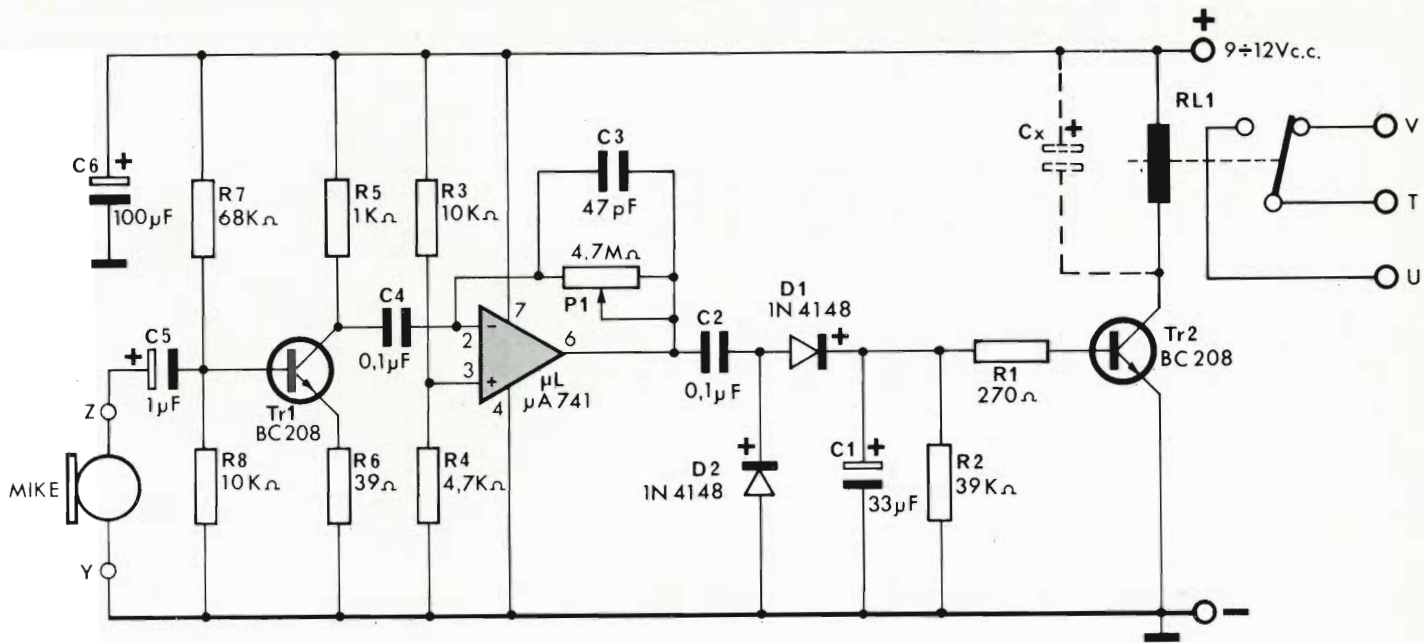 +
9÷12Vc.c.
RL1
V
T
U
Cx
+
C6
+
100µF
R7
68KΩ
R5
1KΩ
R3
10KΩ
C3
47pF
4.7MΩ
P1
C4
0,1µF
7
-
2
6
3
+
4
µL
µA741
C5
+
1µF
Z
Tr1
BC208
C2
0,1µF
D1
1N4148
+
R1
270Ω
Tr2
BC208
MIKE
Y
R8
10KΩ
R6
39Ω
R4
4,7KΩ
D2
1N4148
+
C1
+
33µF
R2
39KΩ
-